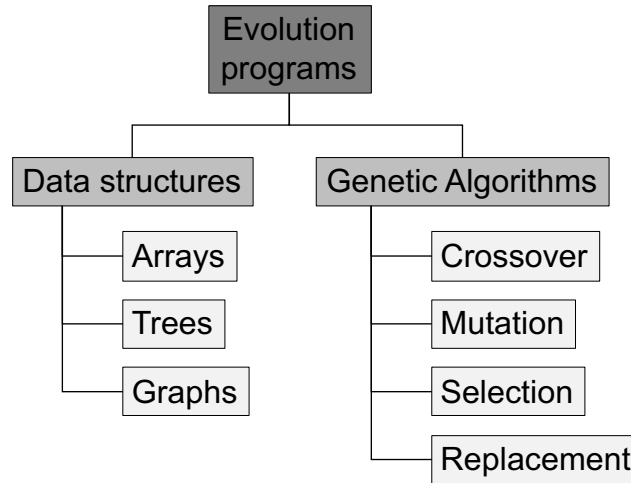 Evolution
programs
Data structures
Genetic Algorithms
Arrays
Crossover
Trees
Mutation
Graphs
Selection
Replacement